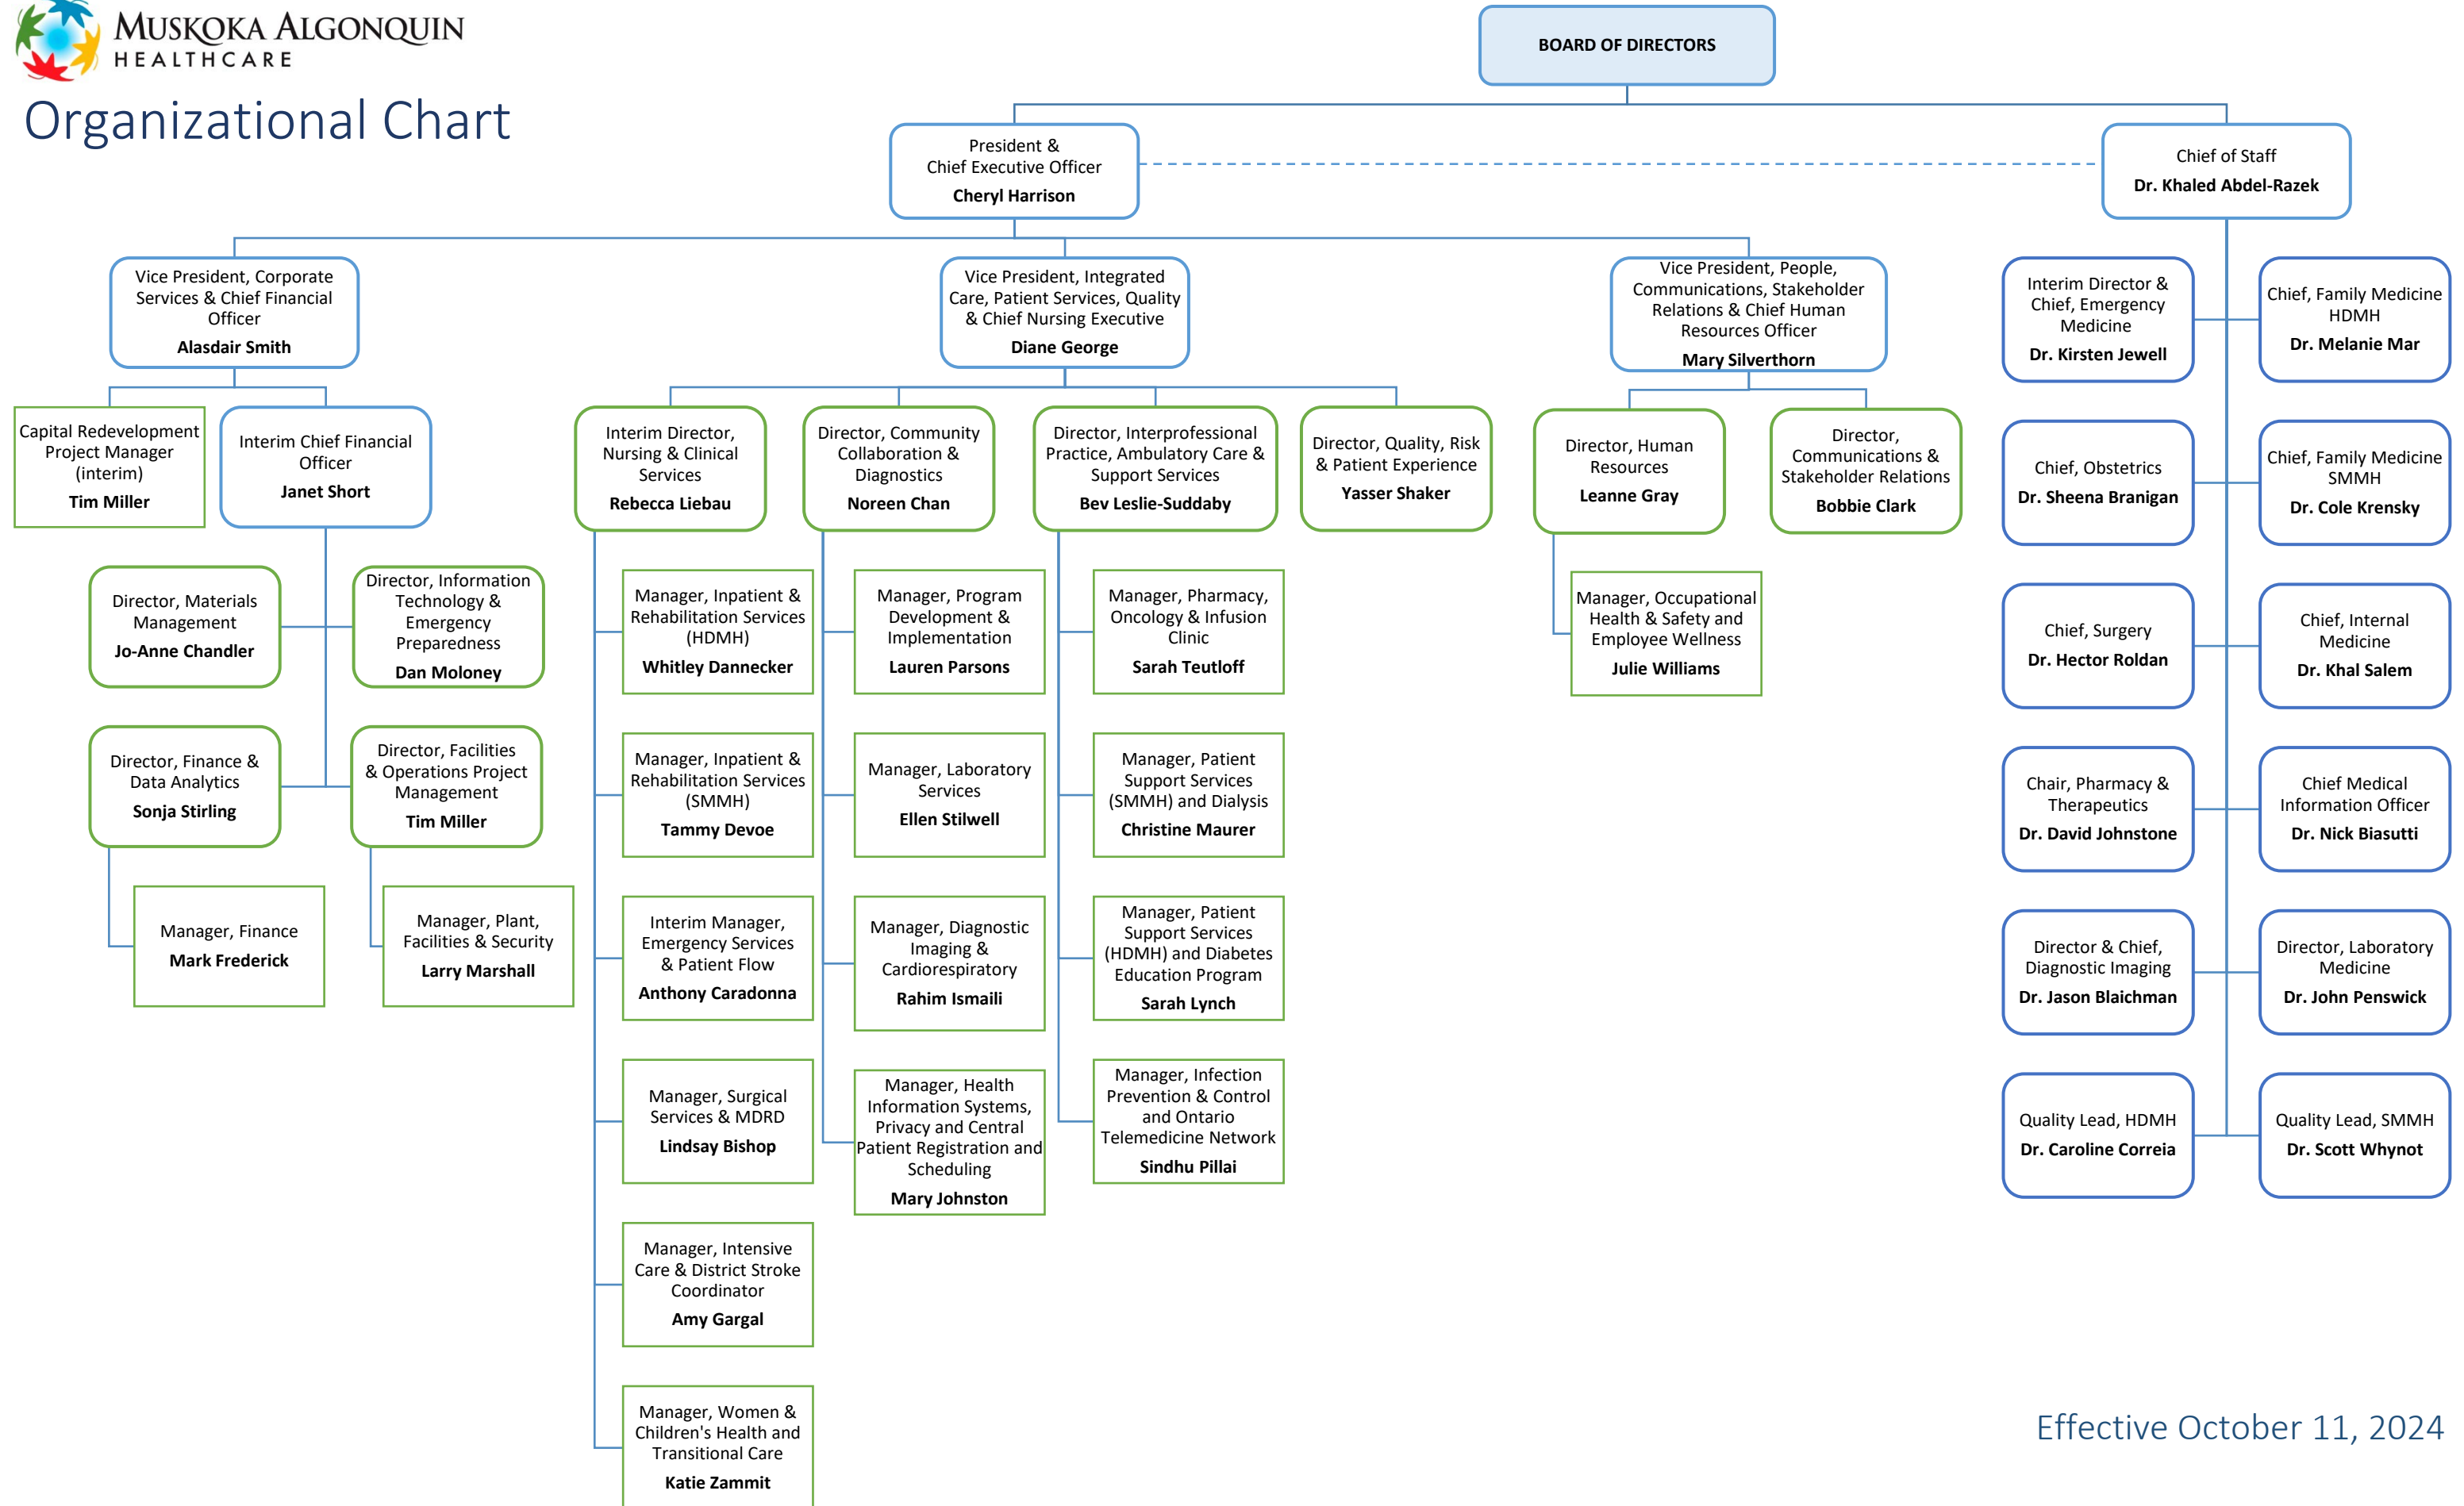 MUSKOKA ALGONQUIN
HEALTHCARE
Organizational Chart
BOARD OF DIRECTORS
President &
Chief Executive Officer
Cheryl Harrison
Chief of Staff
Dr. Khaled Abdel-Razek
Vice President, Corporate
Services & Chief Financial
Officer
Alasdair Smith
Vice President, Integrated
Care, Patient Services, Quality
& Chief Nursing Executive
Diane George
Vice President, People,
Communications, Stakeholder
Relations & Chief Human
Resources Officer
Mary Silverthorn
Capital Redevelopment
Project Manager
(interim)
Tim Miller
Interim Chief Financial
Officer
Janet Short
Director, Materials
Management
Jo-Anne Chandler
Director, Information
Technology &
Emergency
Preparedness
Dan Moloney
Director, Finance &
Data Analytics
Sonja Stirling
Director, Facilities
& Operations Project
Management
Tim Miller
Manager, Finance
Mark Frederick
Manager, Plant,
Facilities & Security
Larry Marshall
Interim Director,
Nursing & Clinical
Services
Rebecca Liebau
Manager, Inpatient &
Rehabilitation Services
(HDMH)
Whitley Dannecker
Manager, Inpatient &
Rehabilitation Services
(SMMH)
Tammy Devoe
Interim Manager,
Emergency Services
& Patient Flow
Anthony Caradonna
Manager, Surgical
Services & MDRD
Lindsay Bishop
Manager, Intensive
Care & District Stroke
Coordinator
Amy Gargal
Manager, Women &
Children's Health and
Transitional Care
Katie Zammit
Director, Community
Collaboration &
Diagnostics
Noreen Chan
Manager, Program
Development &
Implementation
Lauren Parsons
Manager, Laboratory
Services
Ellen Stilwell
Manager, Diagnostic
Imaging &
Cardiorespiratory
Rahim Ismaili
Manager, Health
Information Systems,
Privacy and Central
Patient Registration and
Scheduling
Mary Johnston
Director, Interprofessional
Practice, Ambulatory Care &
Support Services
Bev Leslie-Suddaby
Manager, Pharmacy,
Oncology & Infusion
Clinic
Sarah Teutloff
Manager, Patient
Support Services
(SMMH) and Dialysis
Christine Maurer
Manager, Patient
Support Services
(HDMH) and Diabetes
Education Program
Sarah Lynch
Manager, Infection
Prevention & Control
and Ontario
Telemedicine Network
Sindhu Pillai
Director, Quality, Risk
& Patient Experience
Yasser Shaker
Director, Human
Resources
Leanne Gray
Manager, Occupational
Health & Safety and
Employee Wellness
Julie Williams
Director,
Communications &
Stakeholder Relations
Bobbie Clark
Interim Director &
Chief, Emergency
Medicine
Dr. Kirsten Jewell
Chief, Family Medicine
HDMH
Dr. Melanie Mar
Chief, Obstetrics
Dr. Sheena Branigan
Chief, Family Medicine
SMMH
Dr. Cole Krensky
Chief, Surgery
Dr. Hector Roldan
Chief, Internal
Medicine
Dr. Khal Salem
Chair, Pharmacy &
Therapeutics
Dr. David Johnstone
Chief Medical
Information Officer
Dr. Nick Biasutti
Director & Chief,
Diagnostic Imaging
Dr. Jason Blaichman
Director, Laboratory
Medicine
Dr. John Penswick
Quality Lead, HDMH
Dr. Caroline Correia
Quality Lead, SMMH
Dr. Scott Whynot
Effective October 11, 2024